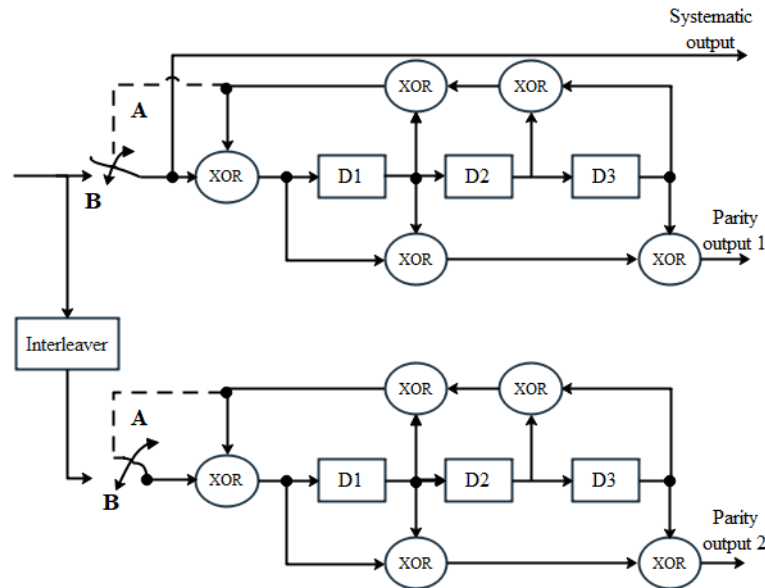 Systematic
output
XOR
XOR
A
XOR
D1
D2
D3
B
XOR
XOR
Parity
output 1
Interleaver
XOR
XOR
A
XOR
D1
D2
D3
B
XOR
XOR
Parity
output 2